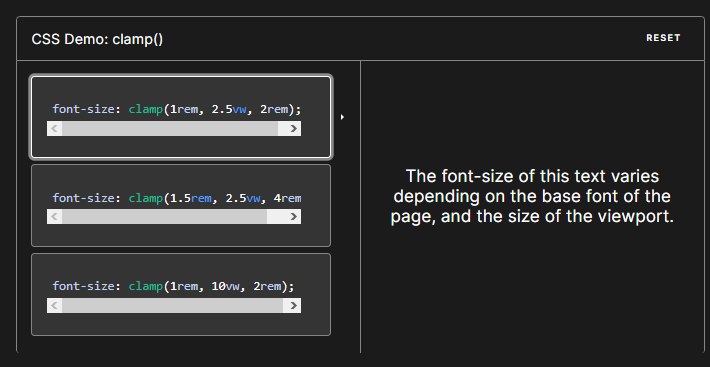 CSS Demo: clamp()
RESET
font-size: clamp(1rem, 2.5vw, 2rem);
font-size: clamp(1.5rem, 2.5vw, 4rem
font-size: clamp(1rem, 10vw, 2rem);
The font-size of this text varies
depending on the base font of the
page, and the size of the viewport.